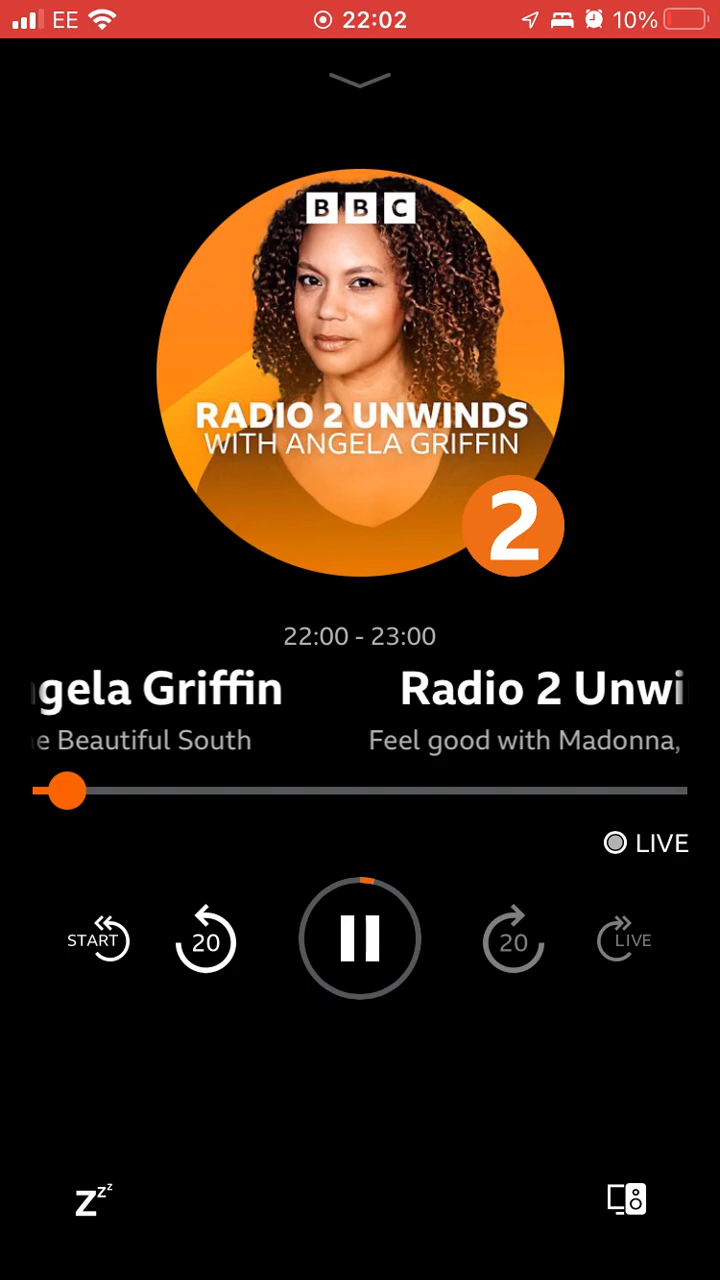 EE 22:02 10%
BBC
RADIO 2 UNWINDS
WITH ANGELA GRIFFIN
2
22:00 - 23:00
gela Griffin Radio 2 Unwi
e Beautiful South Feel good with Madonna,
LIVE
START 20 20 LIVE
Zzz